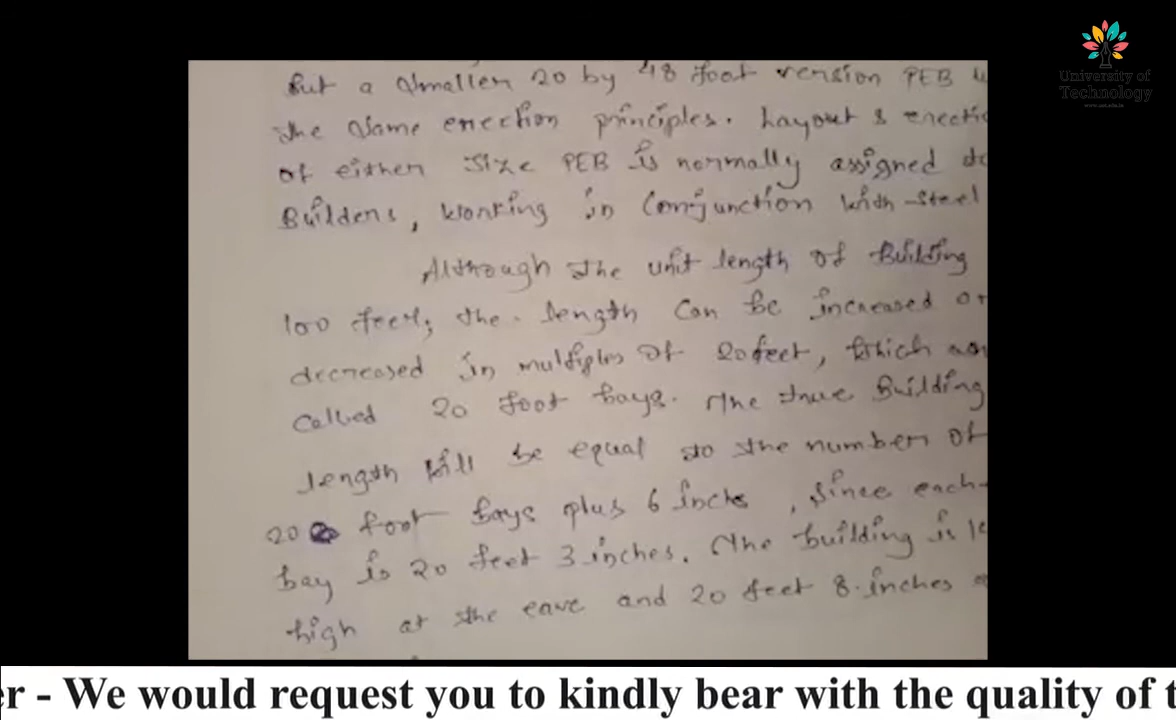 University of
Technology
But a smaller 20 by 48 foot version PEB
the same erection principles. Layout & erectio
of either size PEB is normally assigned to
Builders, working in conjunction with steel
Although the unit length of Building
100 feet, the length can be increased or
decreased in multiples of 20 feet, which are
called 20 foot bays. The true Building
length will be equal to the number of
20 foot bays plus 6 inches, since each
bay is 20 feet 3 inches. The building is
high at the eave and 20 feet 8 inches
er - We would request you to kindly bear with the quality of t